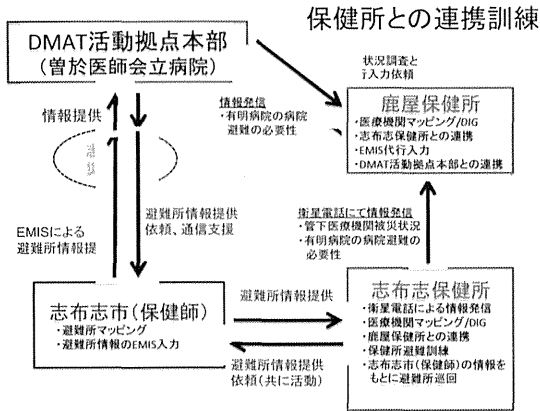 保健所との連携訓練
DMAT活動拠点本部
(曽於医師会立病院)
状況調査と
行入力依頼
情報提供
情報発信
・有明病院の病院
避難の必要性
鹿屋保健所
・医療機関マッピング/DIG
・志布志保健所との連携
・EMIS代行入力
・DMAT活動拠点本部との連携
避難所情報提供
依頼、通信支援
EMISによる
避難所情報提
衛星電話にて情報発信
・管下医療機関被災状況
・有明病院の病院避難の
必要性
志布志市(保健師)
・避難所マッピング
・避難所情報のEMIS入力
避難所情報提供
避難所情報提供
依頼(共に活動)
志布志保健所
・衛星電話による情報発信
・医療機関マッピング/DIG
・鹿屋保健所との連携
・保健所避難訓練
・志布志市(保健師)の情報を
もとに避難所巡回